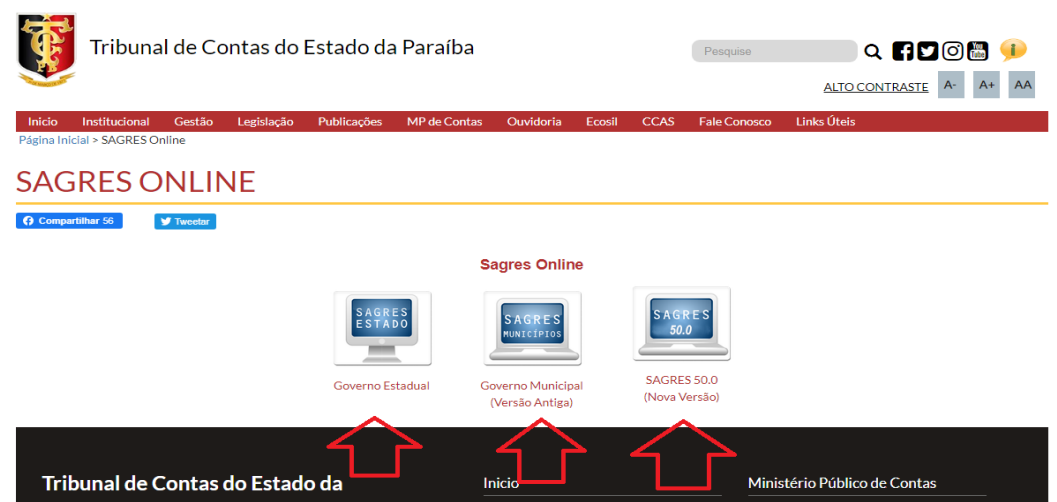 Tribunal de Contas do Estado da Paraíba
Pesquise
You Tube
ALTO CONTRASTE A- A+ AA
Inicio Institucional Gestão Legislação Publicações MP de Contas Ouvidoria Ecosil CCAS Fale Conosco Links Úteis
Página Inicial > SAGRES Online
SAGRES ONLINE
Compartilhar 56 Tweetar
Sagres Online
SAGRES
ESTADO
Governo Estadual
SAGRES
MUNICÍPIOS
Governo Municipal
(Versão Antiga)
SAGRES
50.0
SAGRES 50.0
(Nova Versão)
Tribunal de Contas do Estado da
Inicio
Ministério Público de Contas